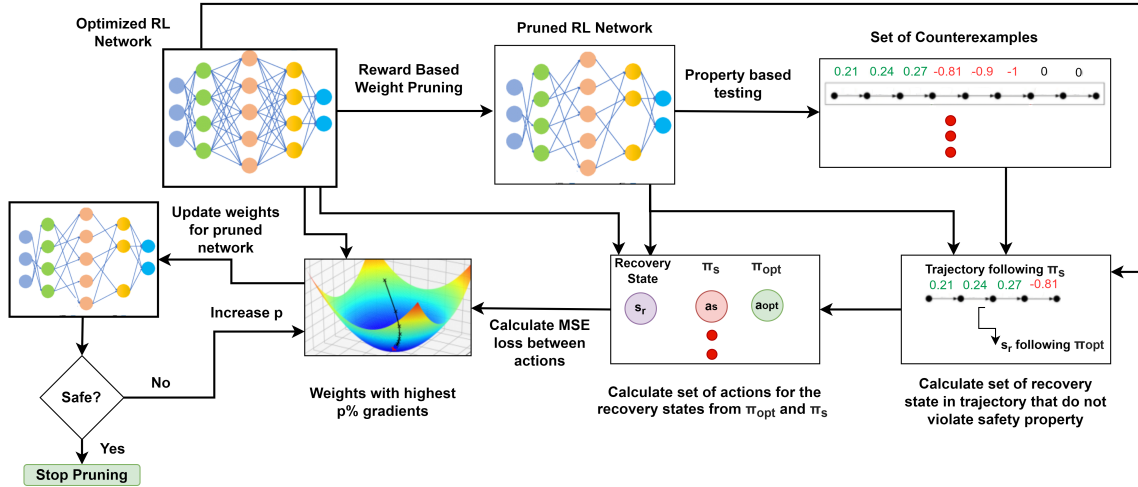 Optimized RL
Network
Reward Based
Weight Pruning
Pruned RL Network
Property based
testing
Set of Counterexamples
0.21 0.24 0.27 -0.81 -0.9 -1 0 0
Update weights
for pruned
network
Increase p
Safe?
No
Yes
Stop Pruning
Weights with highest
p% gradients
Calculate MSE
loss between
actions
Recovery
State
πs
πopt
sr
as
aopt
Calculate set of actions for the
recovery states from πopt and πs
Trajectory following πs
0.21 0.24 0.27 -0.81
sr following πopt
Calculate set of recovery
state in trajectory that do not
violate safety property